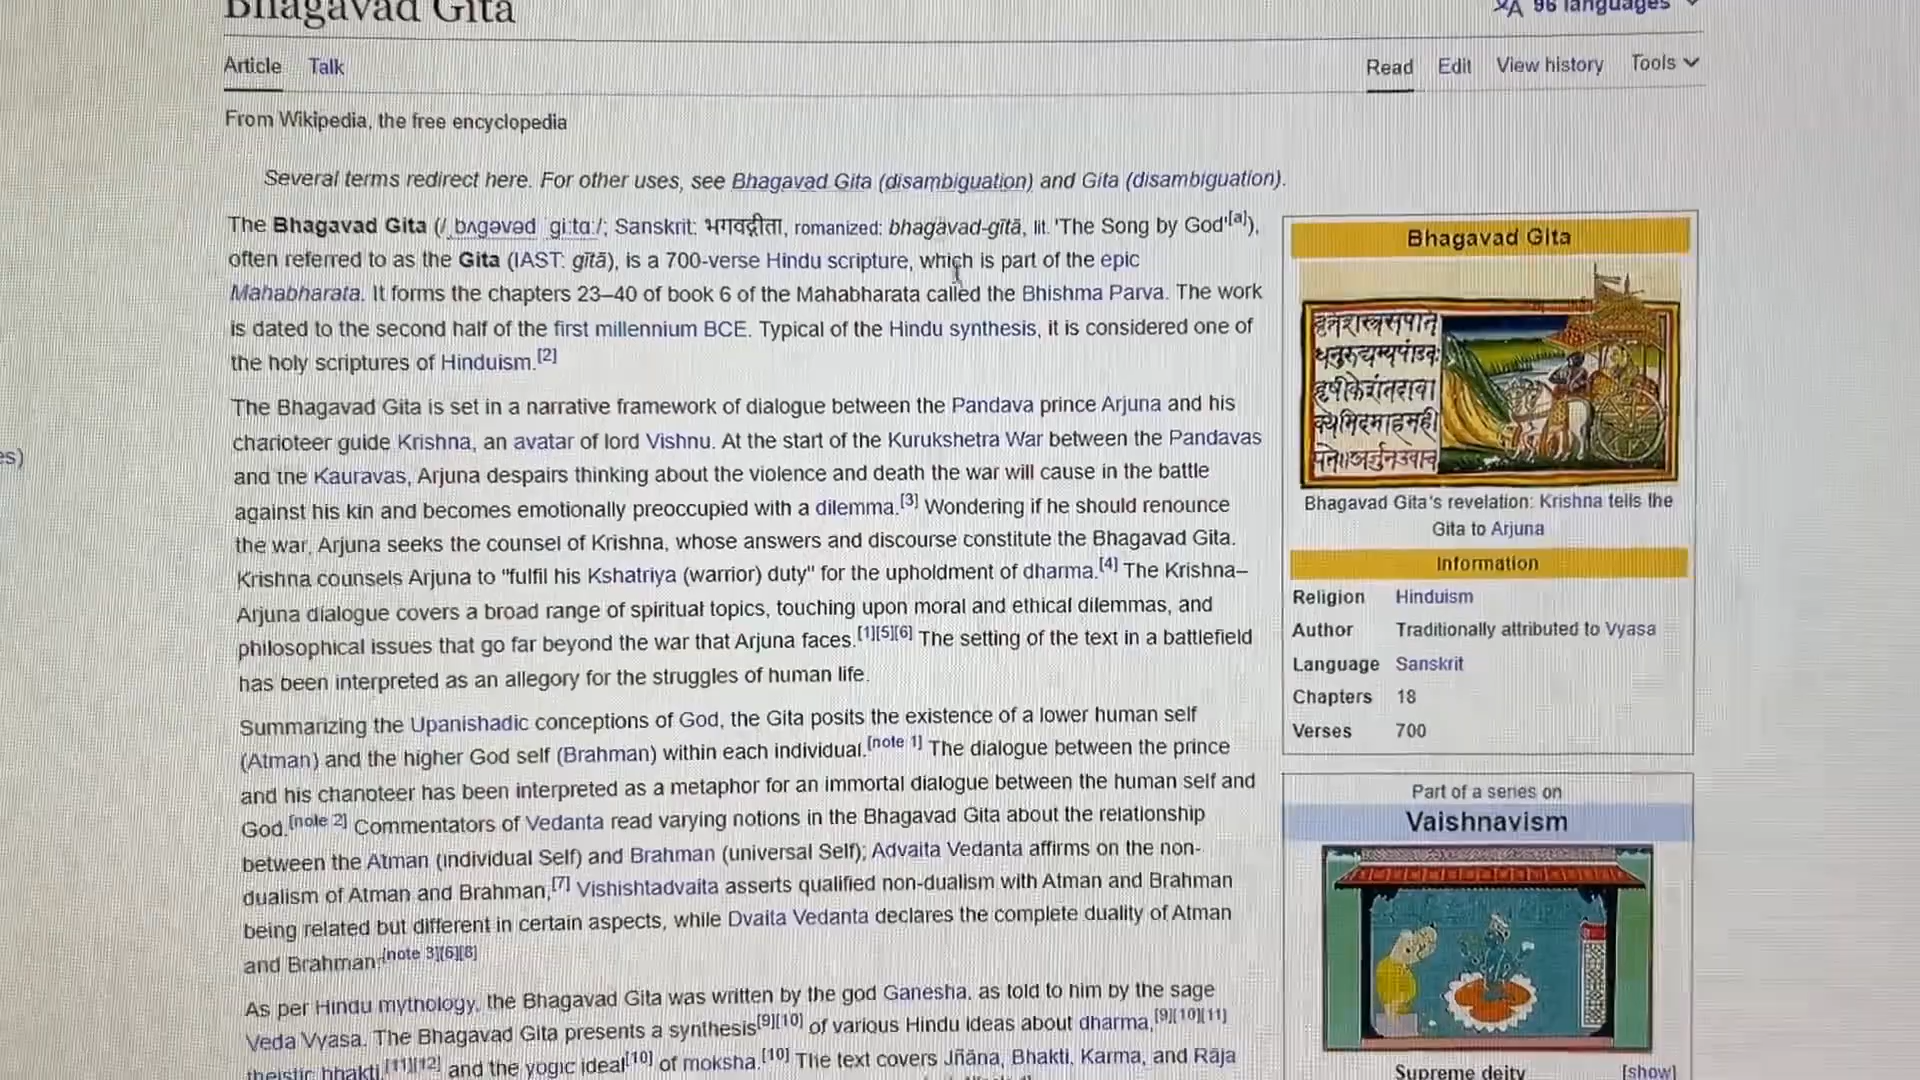 Bhagavad Gita
96 languages
Article Talk
Read Edit View history Tools
From Wikipedia, the free encyclopedia
Several terms redirect here. For other uses, see Bhagavad Gita (disambiguation) and Gita (disambiguation).
The Bhagavad Gita (/ˌbʌɡəvəd ˈɡiːtɑː/; Sanskrit: भगवद्गीता, romanized: bhagavad-gītā, lit. 'The Song by God'[a]),
often referred to as the Gita (IAST: gītā), is a 700-verse Hindu scripture, which is part of the epic
Mahabharata. It forms the chapters 23–40 of book 6 of the Mahabharata called the Bhishma Parva. The work
is dated to the second half of the first millennium BCE. Typical of the Hindu synthesis, it is considered one of
the holy scriptures of Hinduism.[2]
The Bhagavad Gita is set in a narrative framework of dialogue between the Pandava prince Arjuna and his
charioteer guide Krishna, an avatar of lord Vishnu. At the start of the Kurukshetra War between the Pandavas
and the Kauravas, Arjuna despairs thinking about the violence and death the war will cause in the battle
against his kin and becomes emotionally preoccupied with a dilemma.[3] Wondering if he should renounce
the war, Arjuna seeks the counsel of Krishna, whose answers and discourse constitute the Bhagavad Gita.
Krishna counsels Arjuna to "fulfil his Kshatriya (warrior) duty" for the upholdment of dharma.[4] The Krishna–
Arjuna dialogue covers a broad range of spiritual topics, touching upon moral and ethical dilemmas, and
philosophical issues that go far beyond the war that Arjuna faces.[1][5][6] The setting of the text in a battlefield
has been interpreted as an allegory for the struggles of human life.
Summarizing the Upanishadic conceptions of God, the Gita posits the existence of a lower human self
(Atman) and the higher God self (Brahman) within each individual.[note 1] The dialogue between the prince
and his charioteer has been interpreted as a metaphor for an immortal dialogue between the human self and
God.[note 2] Commentators of Vedanta read varying notions in the Bhagavad Gita about the relationship
between the Atman (individual Self) and Brahman (universal Self); Advaita Vedanta affirms on the non-
dualism of Atman and Brahman,[7] Vishishtadvaita asserts qualified non-dualism with Atman and Brahman
being related but different in certain aspects, while Dvaita Vedanta declares the complete duality of Atman
and Brahman.[note 3][6][8]
As per Hindu mythology, the Bhagavad Gita was written by the god Ganesha, as told to him by the sage
Veda Vyasa. The Bhagavad Gita presents a synthesis[9][10] of various Hindu ideas about dharma,[9][10][11]
theistic bhakti,[11][12] and the yogic ideal[10] of moksha.[10] The text covers Jñāna, Bhakti, Karma, and Rāja
es)
Bhagavad Gita
Bhagavad Gita's revelation: Krishna tells the
Gita to Arjuna
Information
Religion Hinduism
Author Traditionally attributed to Vyasa
Language Sanskrit
Chapters 18
Verses 700
Part of a series on
Vaishnavism
Supreme deity [show]